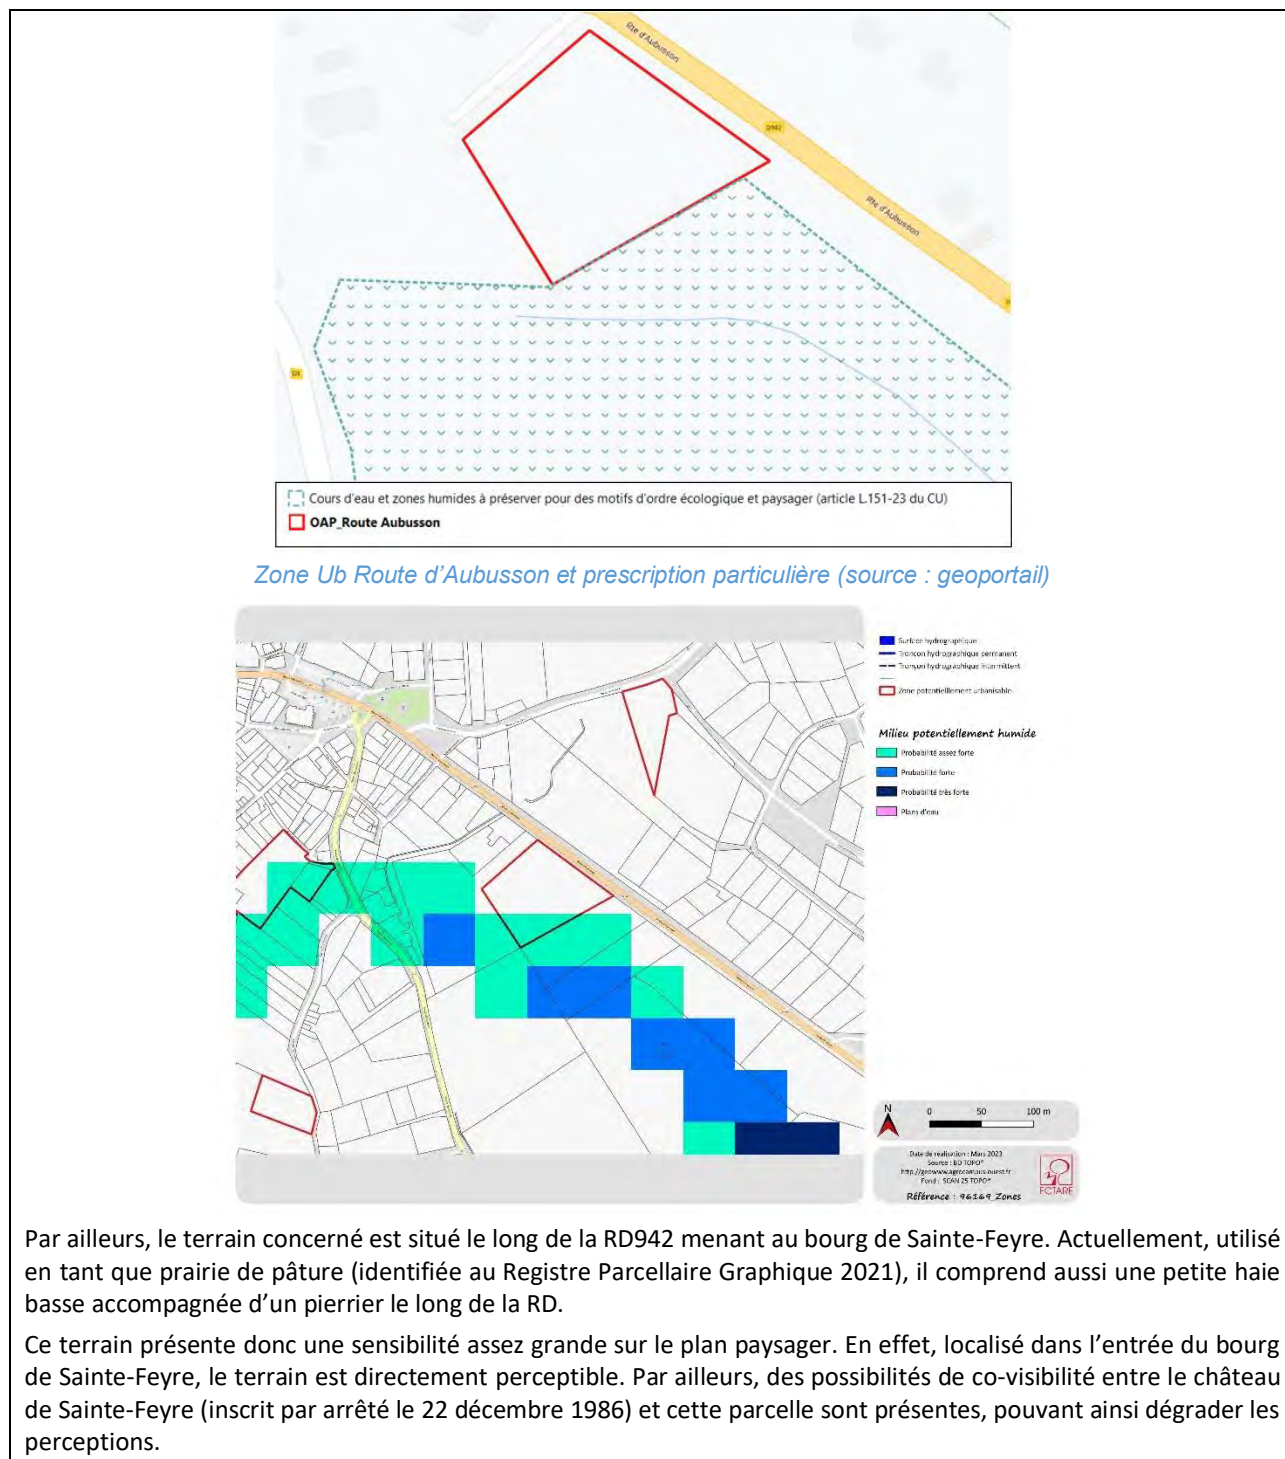 Rte d'Aubusson
D942
Rte d'Aubusson
Cours d'eau et zones humides à préserver pour des motifs d'ordre écologique et paysager (article L.151-23 du CU)
OAP_Route Aubusson
Zone Ub Route d'Aubusson et prescription particulière (source : geoportail)
Surface hydrographique
Tronçon hydrographique permanent
Tronçon hydrographique intermittent
Zone potentiellement urbanisable
Milieu potentiellement humide
Probabilité assez forte
Probabilité forte
Probabilité très forte
Plans d'eau
N
0 50 100 m
Date de réalisation : Mars 2023
Source : BD TOPO®
http://geowww.agrocampus-ouest.fr
Fond : SCAN 25 TOPO®
Référence : 96169_Zones
ECTARE
Par ailleurs, le terrain concerné est situé le long de la RD942 menant au bourg de Sainte-Feyre. Actuellement, utilisé
en tant que prairie de pâture (identifiée au Registre Parcellaire Graphique 2021), il comprend aussi une petite haie
basse accompagnée d'un pierrier le long de la RD.
Ce terrain présente donc une sensibilité assez grande sur le plan paysager. En effet, localisé dans l'entrée du bourg
de Sainte-Feyre, le terrain est directement perceptible. Par ailleurs, des possibilités de co-visibilité entre le château
de Sainte-Feyre (inscrit par arrêté le 22 décembre 1986) et cette parcelle sont présentes, pouvant ainsi dégrader les
perceptions.